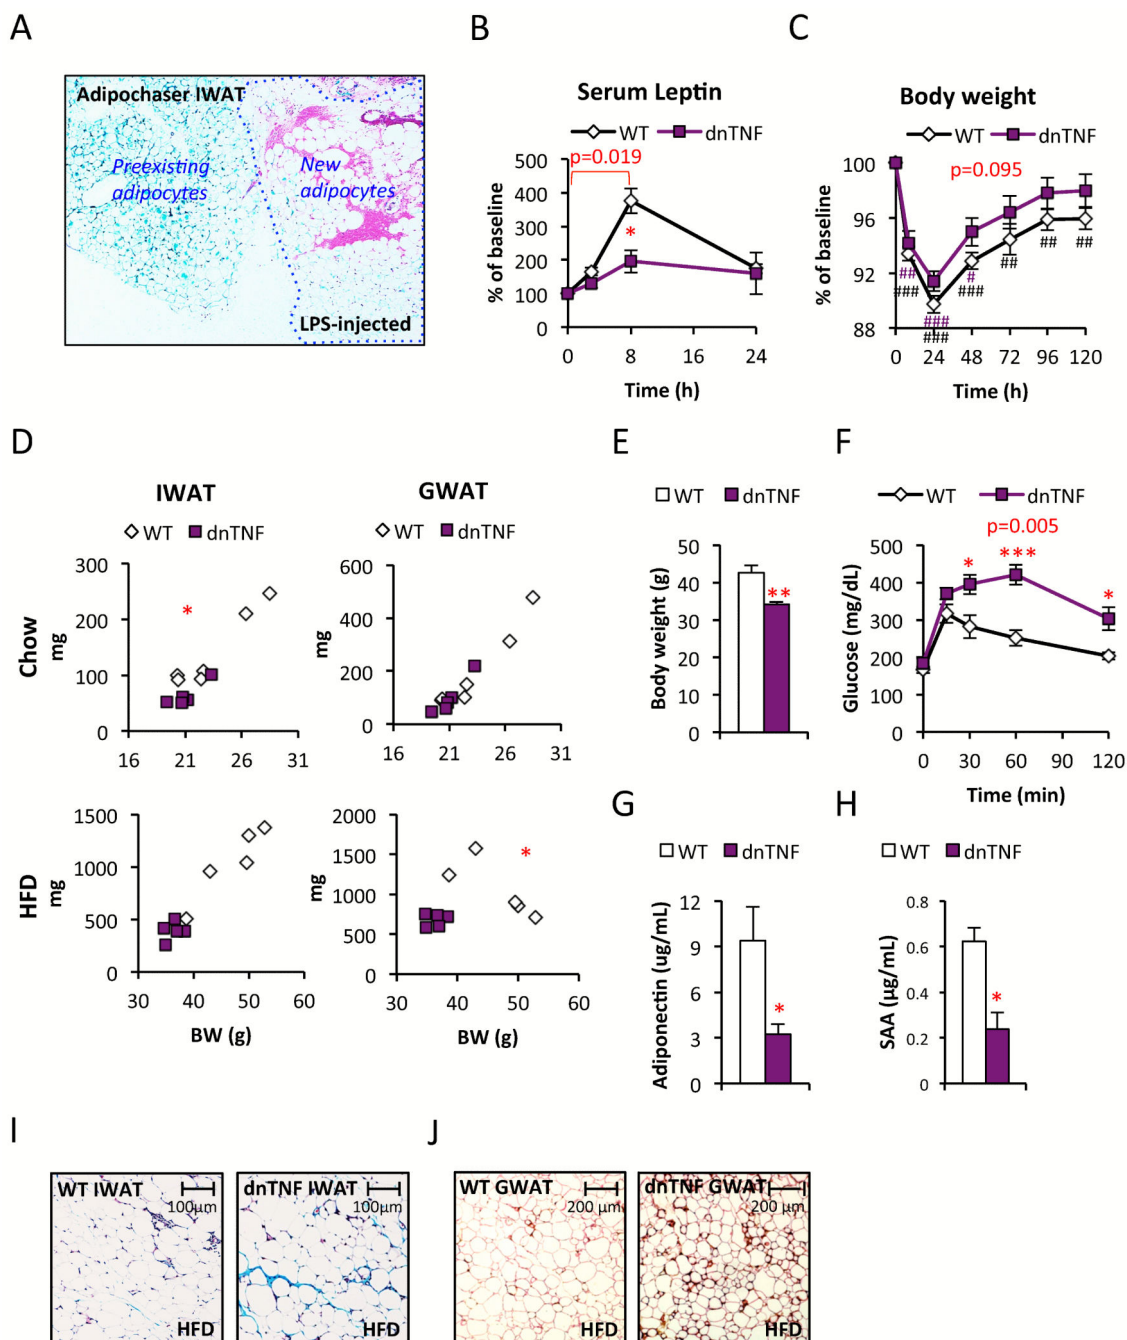 A
Adipochaser IWAT
Preexisting
adipocytes
New
adipocytes
LPS-injected
B
Serum Leptin
WT dnTNF
p=0.019
*
% of baseline
500
400
300
200
100
0
0 8 16 24
Time (h)
C
Body weight
WT dnTNF
p=0.095
% of baseline
100
96
92
88
##
###
###
###
#
###
##
##
##
0 24 48 72 96 120
Time (h)
D
IWAT
WT dnTNF
Chow
mg
300
200
100
0
*
16 21 26 31
GWAT
WT dnTNF
mg
600
400
200
0
16 21 26 31
HFD
mg
1500
1000
500
0
30 40 50 60
BW (g)
mg
2000
1500
1000
500
0
*
30 40 50 60
BW (g)
E
WT dnTNF
Body weight (g)
50
40
30
20
10
0
**
F
WT dnTNF
p=0.005
* *** *
Glucose (mg/dL)
500
400
300
200
100
0
0 30 60 90 120
Time (min)
G
WT dnTNF
Adiponectin (ug/mL)
12
9
6
3
0
*
H
WT dnTNF
SAA (µg/mL)
0.8
0.6
0.4
0.2
0
*
I
WT IWAT
100µm
HFD
dnTNF IWAT
100µm
HFD
J
WT GWAT
200 µm
HFD
dnTNF GWAT
200 µm
HFD